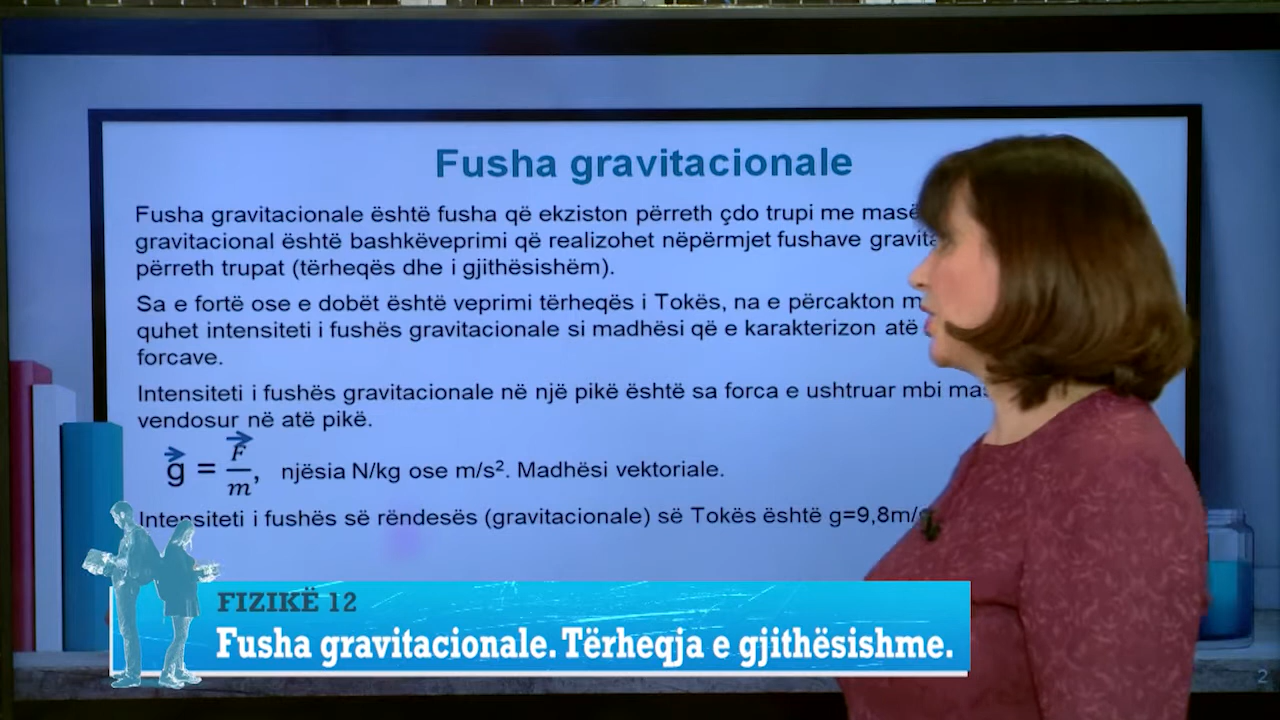 Fusha gravitacionale
Fusha gravitacionale është fusha që ekziston përreth çdo trupi me masë
gravitacional është bashkëveprimi që realizohet nëpërmjet fushave
përreth trupat (tërheqës dhe i gjithësishëm).
Sa e fortë ose e dobët është veprimi tërheqës i Tokës, na e përcakton
quhet intensiteti i fushës gravitacionale si madhësi që e karakterizon atë
forcave.
Intensiteti i fushës gravitacionale në një pikë është sa forca e ushtruar mbi
vendosur në atë pikë.
g⃗ = F⃗/m, njësia N/kg ose m/s². Madhësi vektoriale.
Intensiteti i fushës së rëndesës (gravitacionale) së Tokës është g=9,8m/
2
FIZIKË 12
Fusha gravitacionale. Tërheqja e gjithësishme.